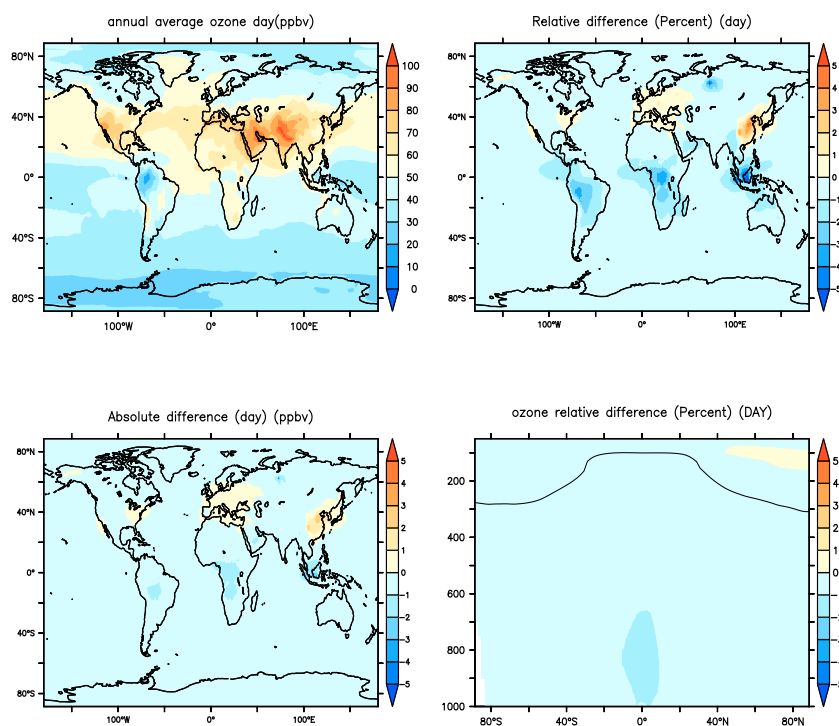 annual average ozone day(ppbv)
Relative difference (Percent) (day)
80°N
40°N
0°
40°S
80°S
100°W
0°
100°E
100
90
80
70
60
50
40
30
20
10
0
80°N
40°N
0°
40°S
80°S
100°W
0°
100°E
5
4
3
2
1
0
Absolute difference (day) (ppbv)
ozone relative difference (Percent) (DAY)
80°N
40°N
0°
40°S
80°S
100°W
0°
100°E
5
4
3
2
1
0
−1
−2
−3
−4
−5
200
400
600
800
1000
80°S
40°S
0°
40°N
80°N
5
4
3
2
1
0